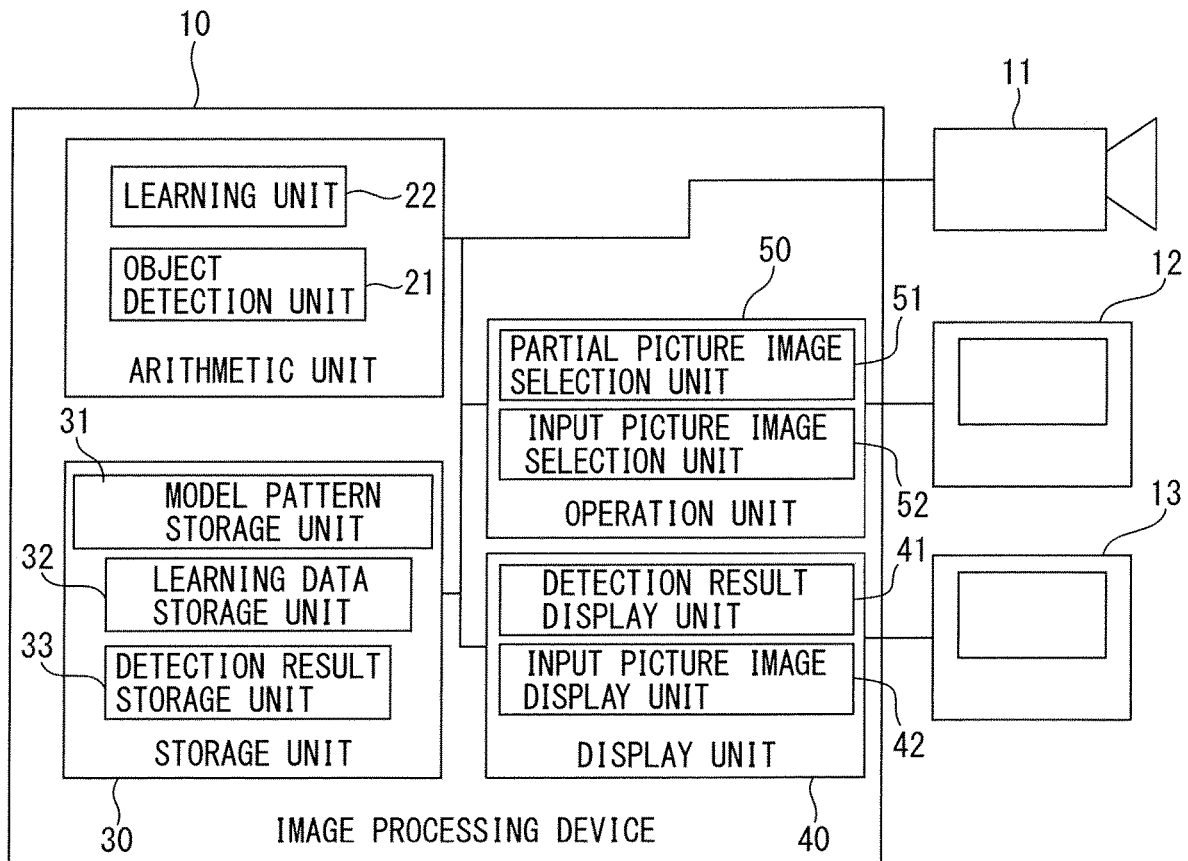 10
11
LEARNING UNIT
22
OBJECT
DETECTION UNIT
21
ARITHMETIC UNIT
50
12
PARTIAL PICTURE IMAGE
SELECTION UNIT
51
INPUT PICTURE IMAGE
SELECTION UNIT
52
OPERATION UNIT
31
MODEL PATTERN
STORAGE UNIT
32
LEARNING DATA
STORAGE UNIT
33
DETECTION RESULT
STORAGE UNIT
STORAGE UNIT
30
13
41
DETECTION RESULT
DISPLAY UNIT
INPUT PICTURE IMAGE
DISPLAY UNIT
42
DISPLAY UNIT
40
IMAGE PROCESSING DEVICE